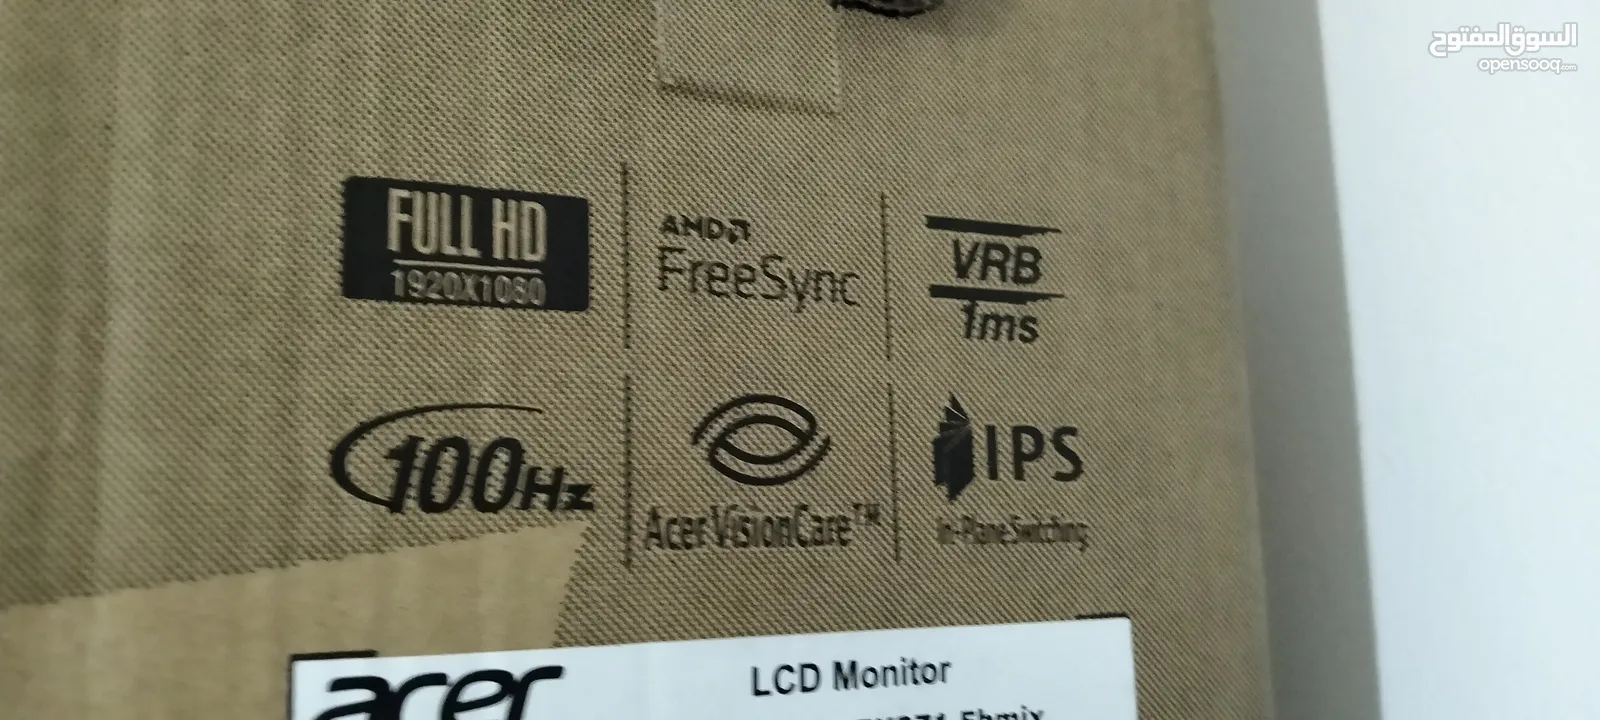 السوق المفتوح
opensooq.com
FULL HD
1920X1080
AMD
FreeSync
VRB
1ms
100Hz
Acer VisionCare™
IPS
In-Plane Switching
acer
LCD Monitor